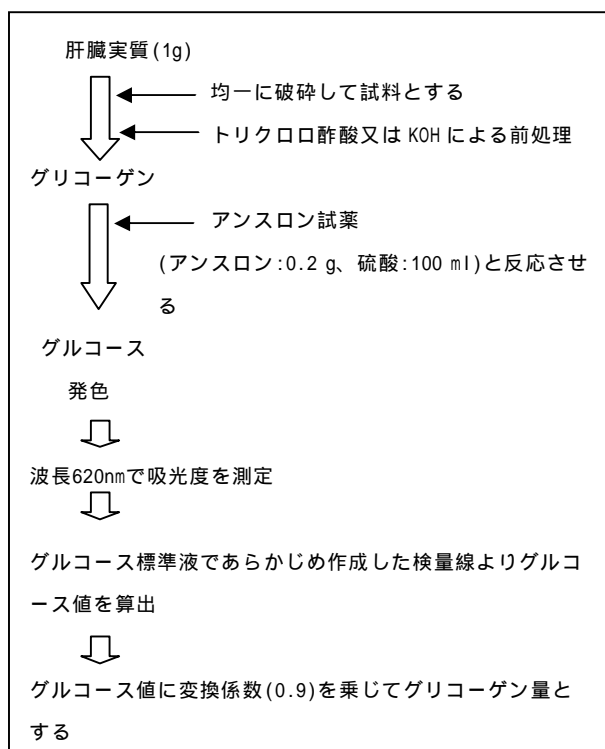 肝臓実質(1g)
均一に破砕して試料とする
トリクロロ酢酸又は KOH による前処理
グリコーゲン
アンスロン試薬
(アンスロン:0.2 g、硫酸:100 ml)と反応させ
る
グルコース
発色
波長620nmで吸光度を測定
グルコース標準液であらかじめ作成した検量線よりグルコ
ース値を算出
グルコース値に変換係数(0.9)を乗じてグリコーゲン量と
する